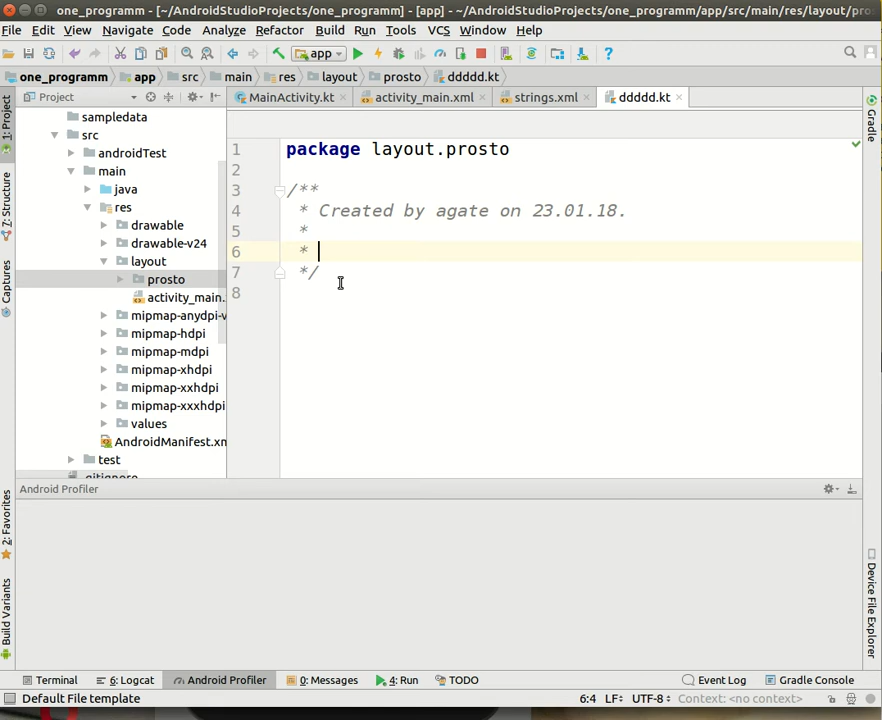 one_programm - [~/AndroidStudioProjects/one_programm] - [app] - ~/AndroidStudioProjects/one_programm/app/src/main/res/layout/pro
File Edit View Navigate Code Analyze Refactor Build Run Tools VCS Window Help
app
one_programm app src main res layout prosto ddddd.kt
Project
MainActivity.kt activity_main.xml strings.xml ddddd.kt
1: Project
7: Structure
Captures
2: Favorites
Build Variants
sampledata
src
androidTest
main
java
res
drawable
drawable-v24
layout
prosto
activity_main.
mipmap-anydpi-v
mipmap-hdpi
mipmap-mdpi
mipmap-xhdpi
mipmap-xxhdpi
mipmap-xxxhdpi
values
AndroidManifest.xm
test
.gitignore
1 package layout.prosto
2
3 /**
4 * Created by agate on 23.01.18.
5 *
6 *
7 */
8
Gradle
Device File Explorer
Android Profiler
Terminal 6: Logcat Android Profiler 0: Messages 4: Run TODO Event Log Gradle Console
Default File template 6:4 LF UTF-8 Context: <no context>